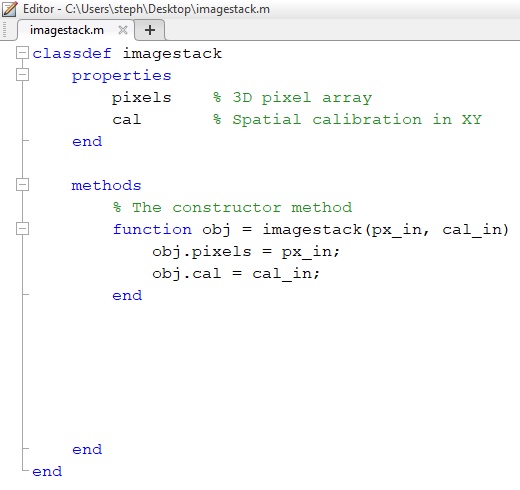 Editor - C:\Users\steph\Desktop\imagestack.m
imagestack.m × +
classdef imagestack
properties
pixels % 3D pixel array
cal % Spatial calibration in XY
end
methods
% The constructor method
function obj = imagestack(px_in, cal_in)
obj.pixels = px_in;
obj.cal = cal_in;
end
end
end